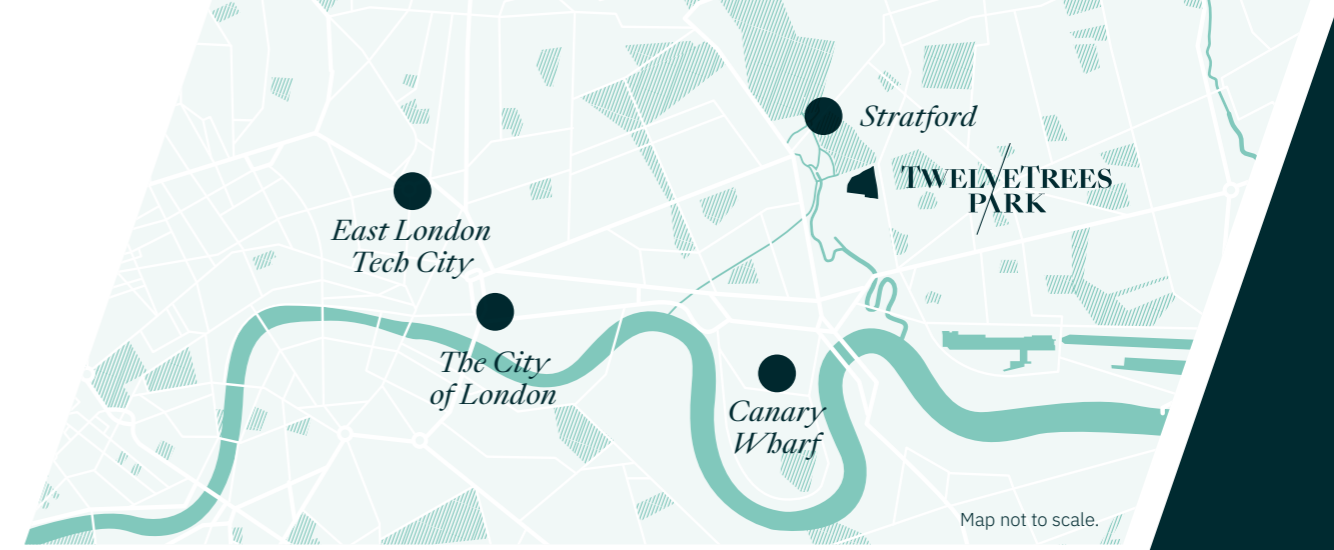 Stratford
TWELVETREES
PARK
East London
Tech City
The City
of London
Canary
Wharf
Map not to scale.